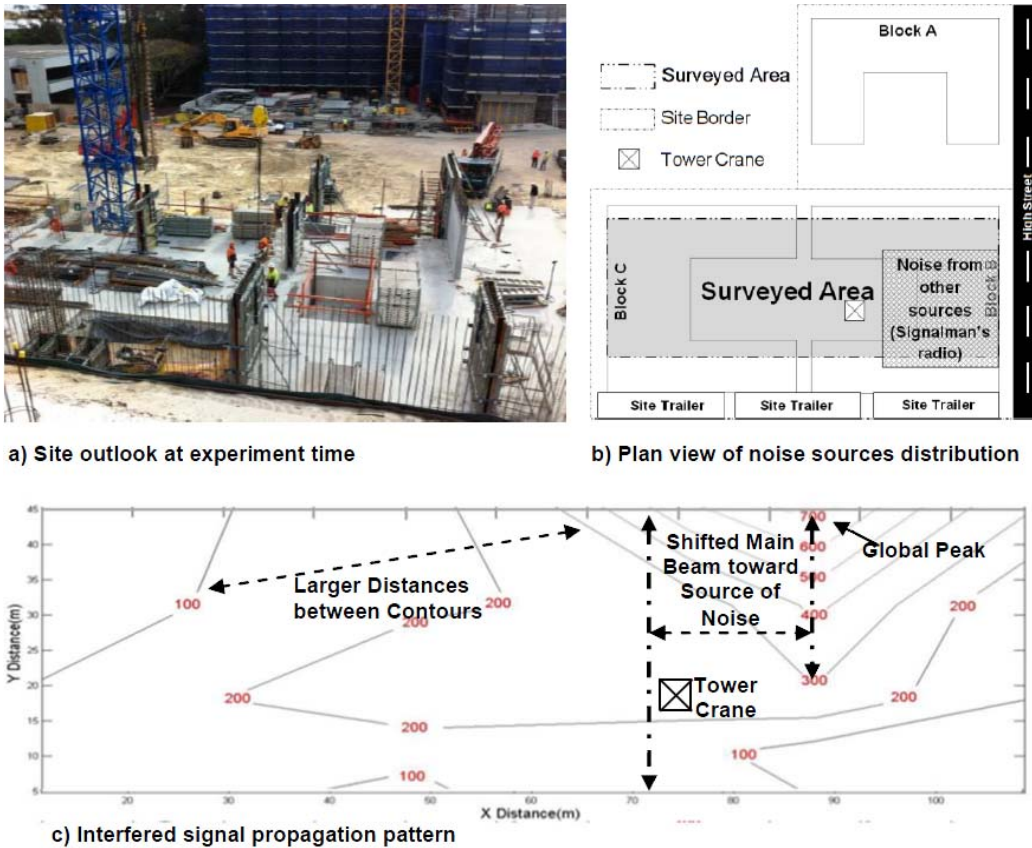 Block A
Surveyed Area
Site Border
Tower Crane
High Street
Block C
Surveyed Area
Noise from
other
sources
(Signalman's
radio)
Block B
Site Trailer
Site Trailer
Site Trailer
a) Site outlook at experiment time
b) Plan view of noise sources distribution
45
40
35
30
25
20
15
10
5
Y Distance(m)
20
30
40
50
60
70
80
90
100
X Distance(m)
700
600
500
400
300
200
200
100
200
200
200
200
100
100
Larger Distances
between Contours
Shifted Main
Beam toward
Source of
Noise
Global Peak
Tower
Crane
c) Interfered signal propagation pattern